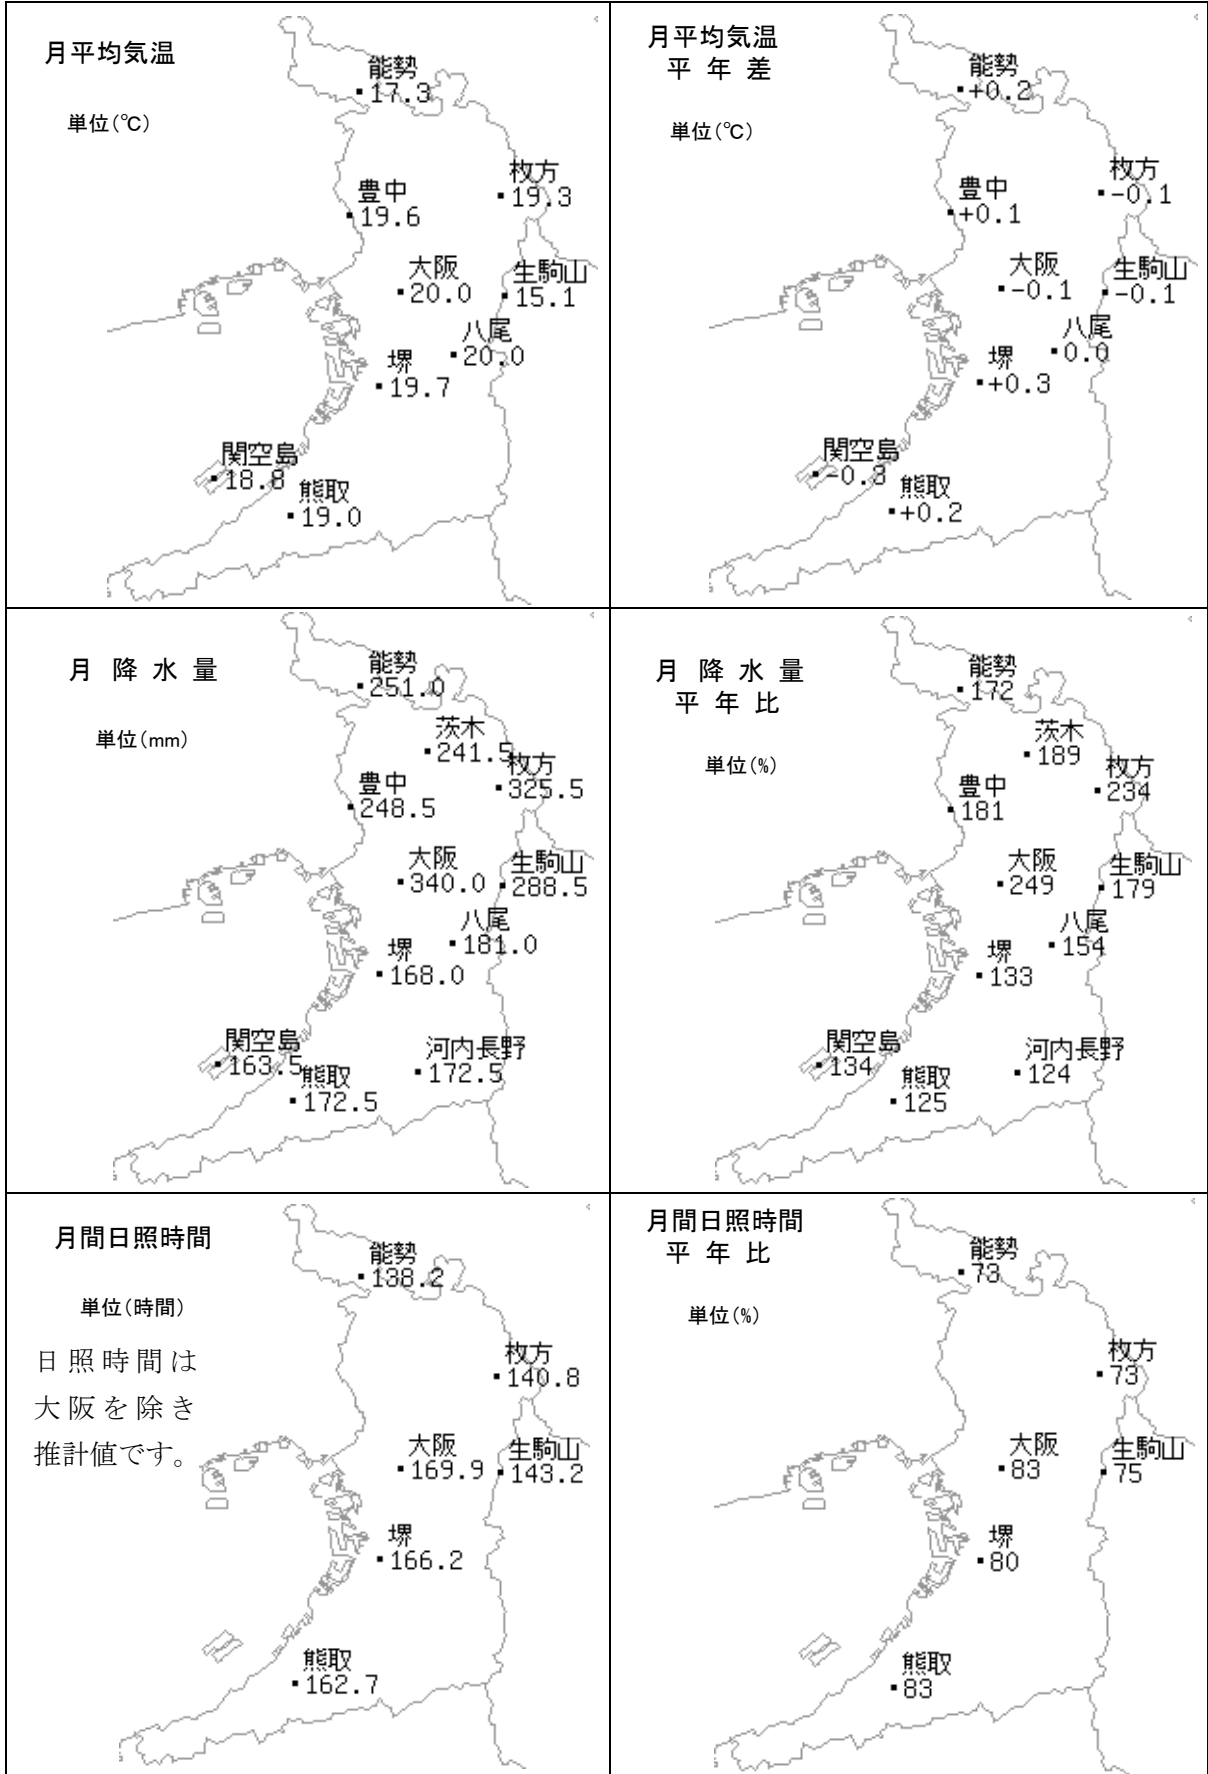 月平均気温
単位(℃)
能勢
17.3
枚方
19.3
豊中
19.6
大阪
20.0
生駒山
15.1
八尾
20.0
堺
19.7
関空島
18.8
熊取
19.0
月平均気温
平年差
単位(℃)
能勢
+0.2
枚方
-0.1
豊中
+0.1
大阪
-0.1
生駒山
-0.1
八尾
0.0
堺
+0.3
関空島
-0.3
熊取
+0.2
月降水量
単位(mm)
能勢
251.0
茨木
241.5
枚方
325.5
豊中
248.5
大阪
340.0
生駒山
288.5
八尾
181.0
堺
168.0
関空島
163.5
河内長野
172.5
熊取
172.5
月降水量
平年比
単位(%)
能勢
172
茨木
189
枚方
234
豊中
181
大阪
249
生駒山
179
八尾
154
堺
133
関空島
134
河内長野
124
熊取
125
月間日照時間
単位(時間)
日照時間は
大阪を除き
推計値です。
能勢
138.2
枚方
140.8
大阪
169.9
生駒山
143.2
堺
166.2
熊取
162.7
月間日照時間
平年比
単位(%)
能勢
73
枚方
73
大阪
83
生駒山
75
堺
80
熊取
83